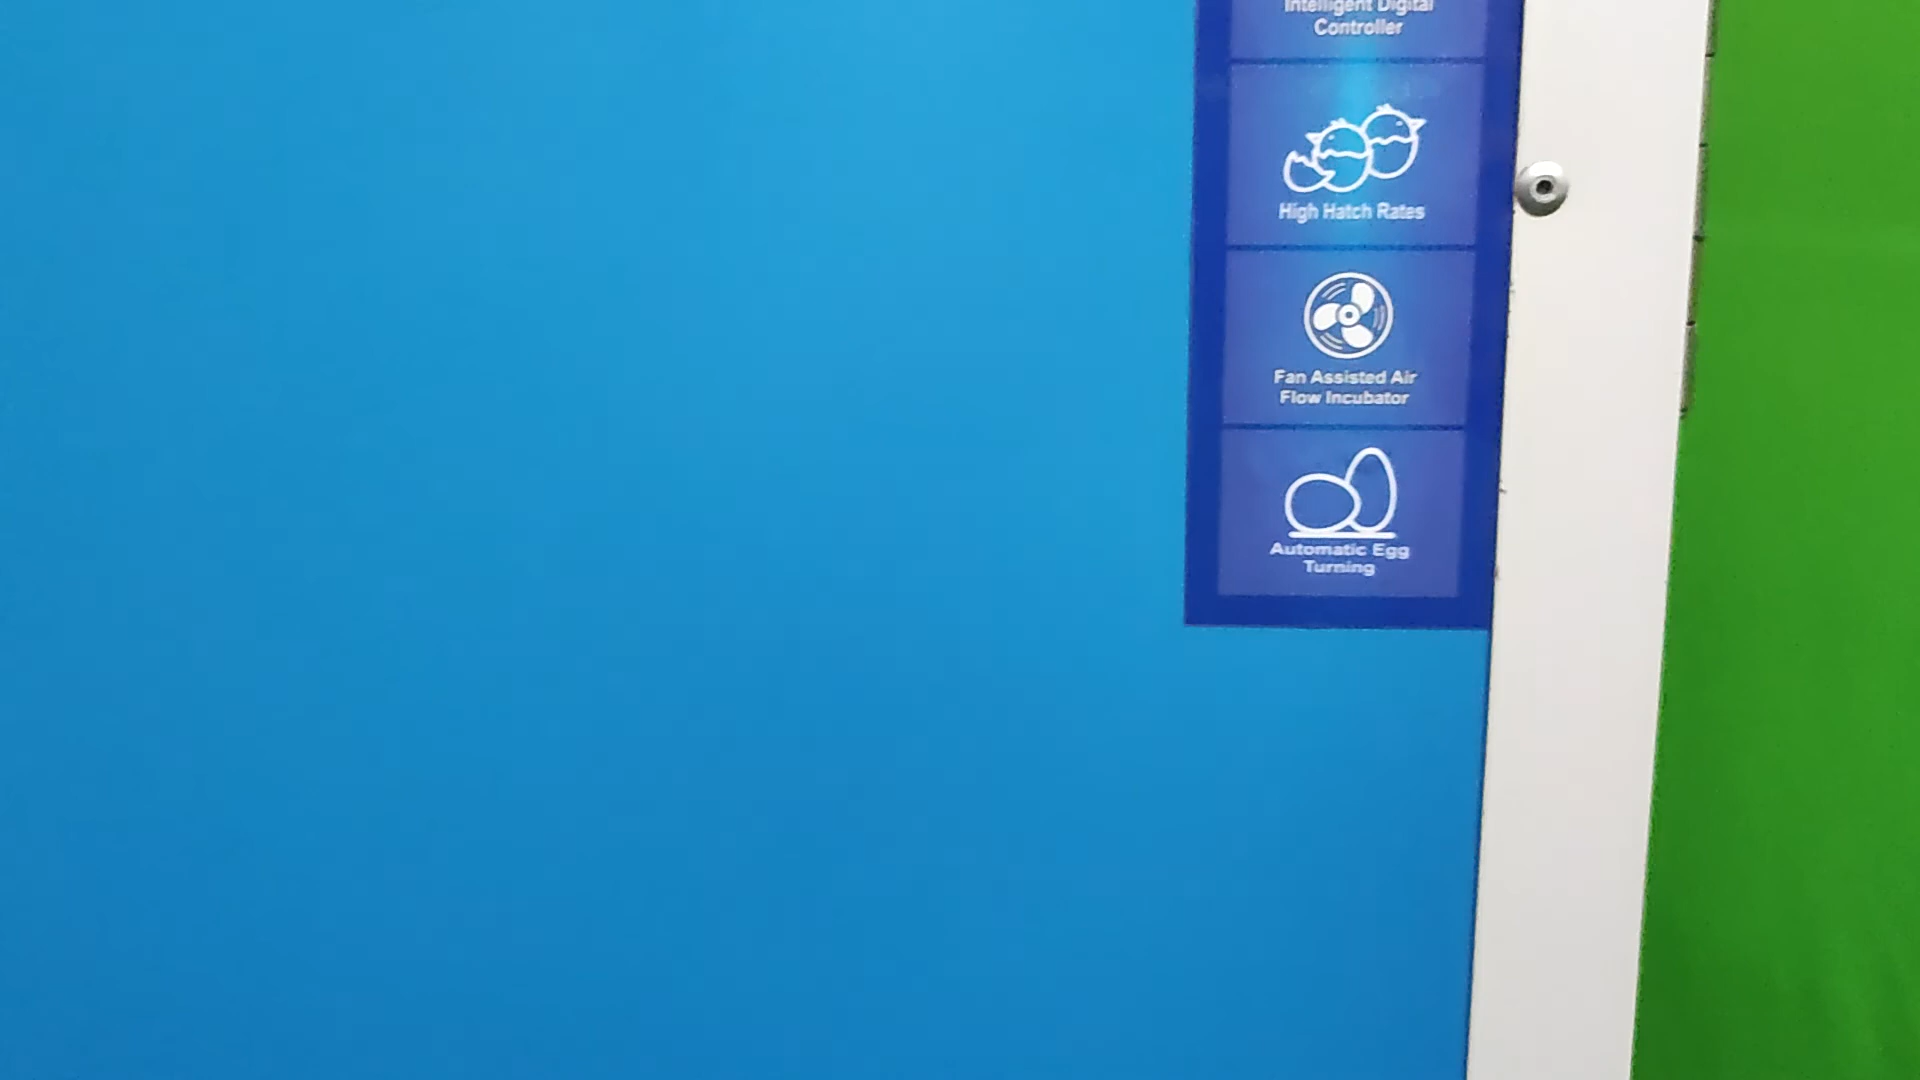 Intelligent Digital
Controller
High Hatch Rates
Fan Assisted Air
Flow Incubator
Automatic Egg
Turning